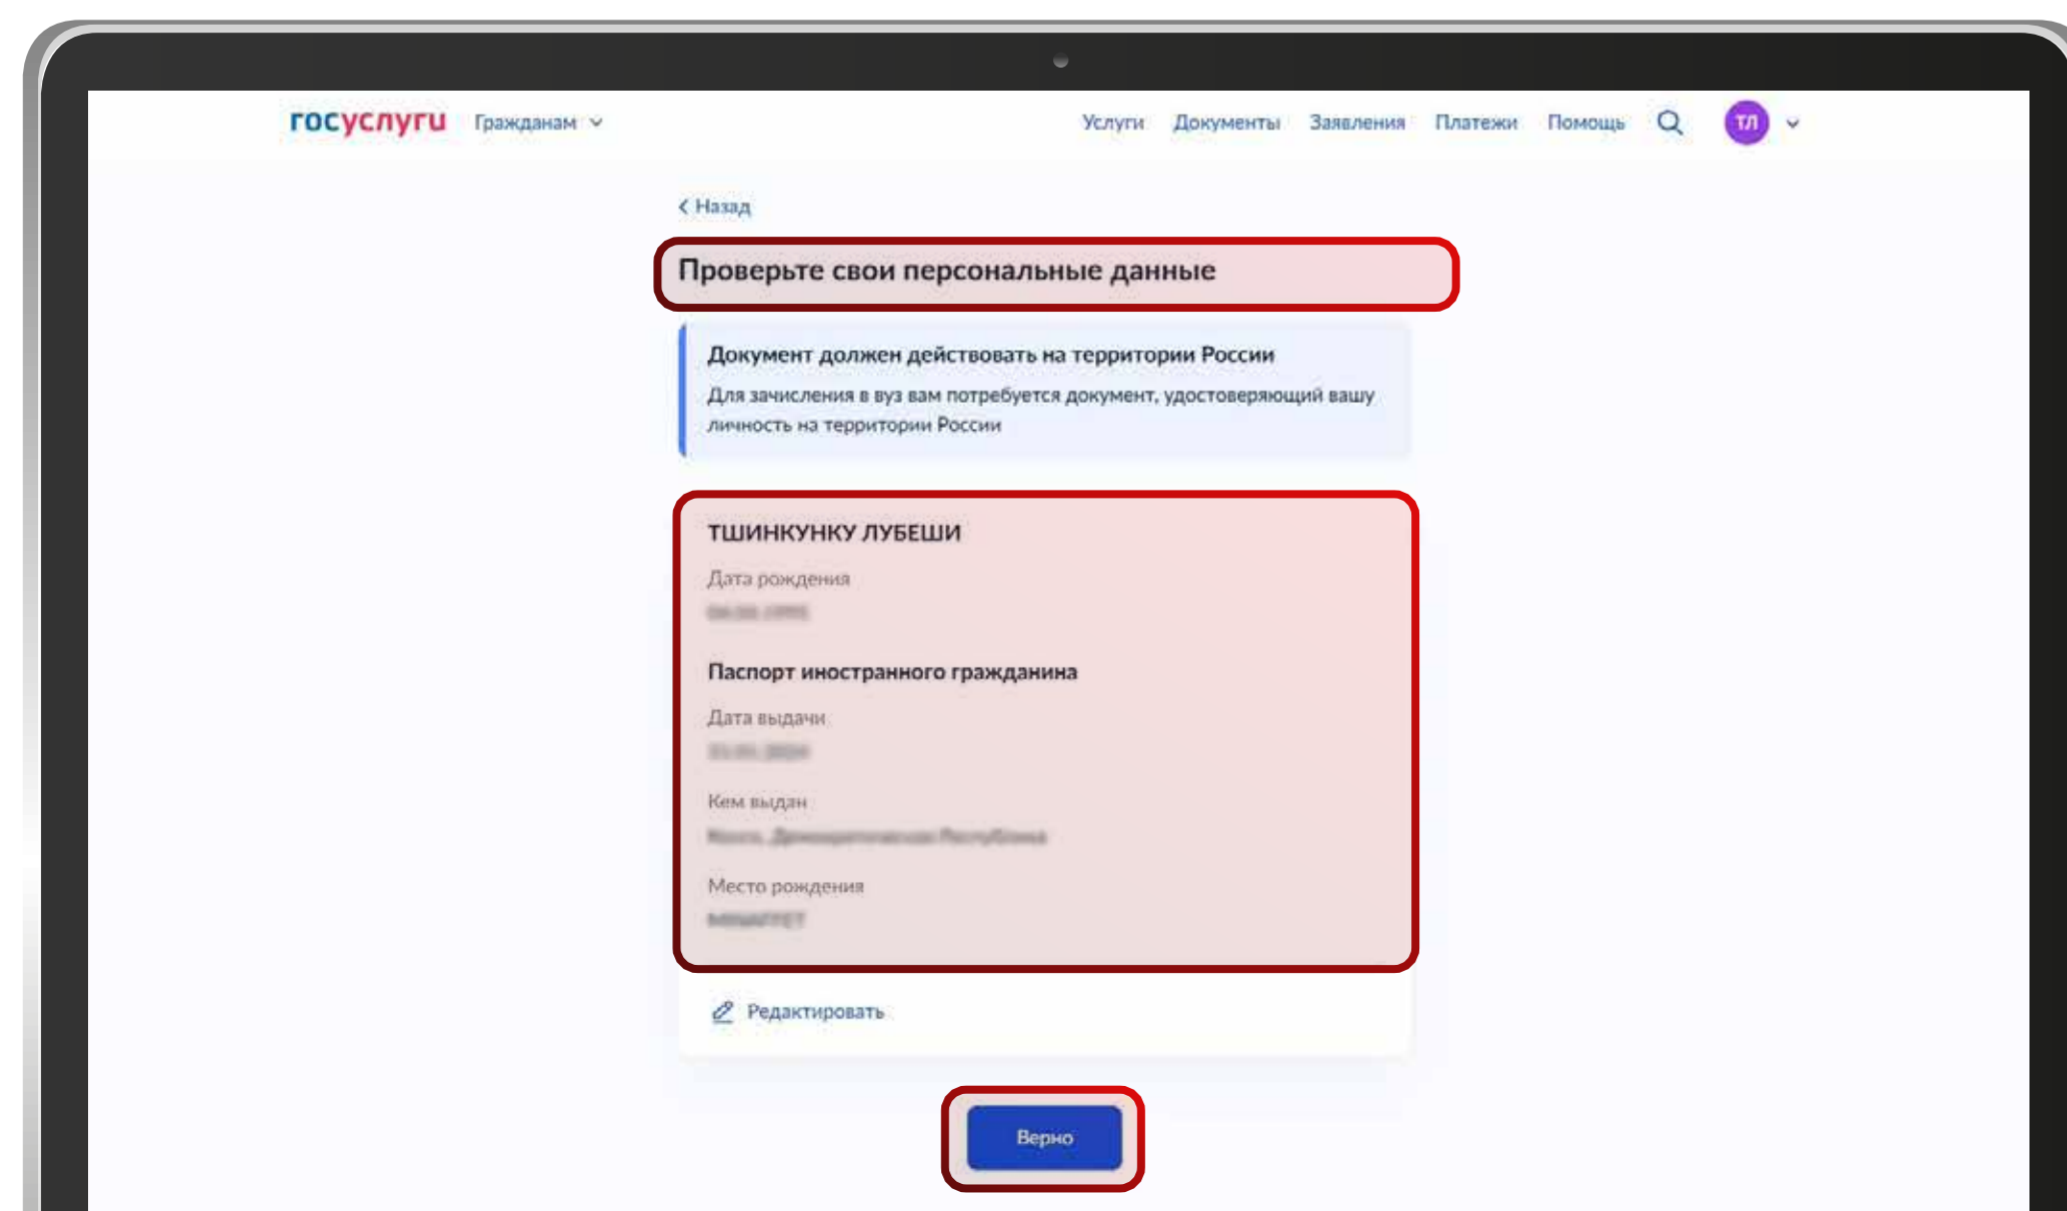 госуслуги Гражданам Услуги Документы Заявления Платежи Помощь ТЛ
Назад
Проверьте свои персональные данные
Документ должен действовать на территории России
Для зачисления в вуз вам потребуется документ, удостоверяющий вашу
личность на территории России
ТШИНКУНКУ ЛУБЕШИ
Дата рождения
Паспорт иностранного гражданина
Дата выдачи
Кем выдан
Место рождения
Редактировать
Верно